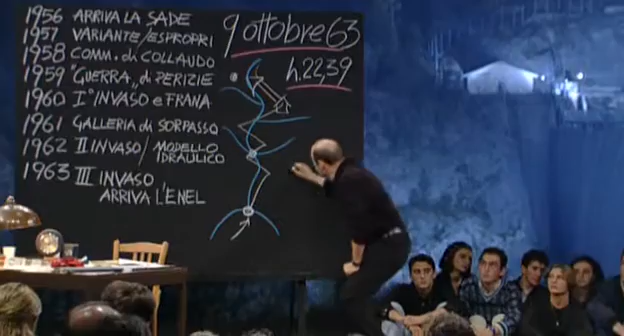 1956 ARRIVA LA SADE
1957 VARIANTE/ESPROPRI
1958 COMM. di COLLAUDO
1959 "GUERRA" di PERIZIE
1960 I° INVASO e FRANA
1961 GALLERIA di SORPASSO
1962 II INVASO/ MODELLO IDRAULICO
1963 III INVASO
ARRIVA L'ENEL
9 ottobre 63
h.22,39